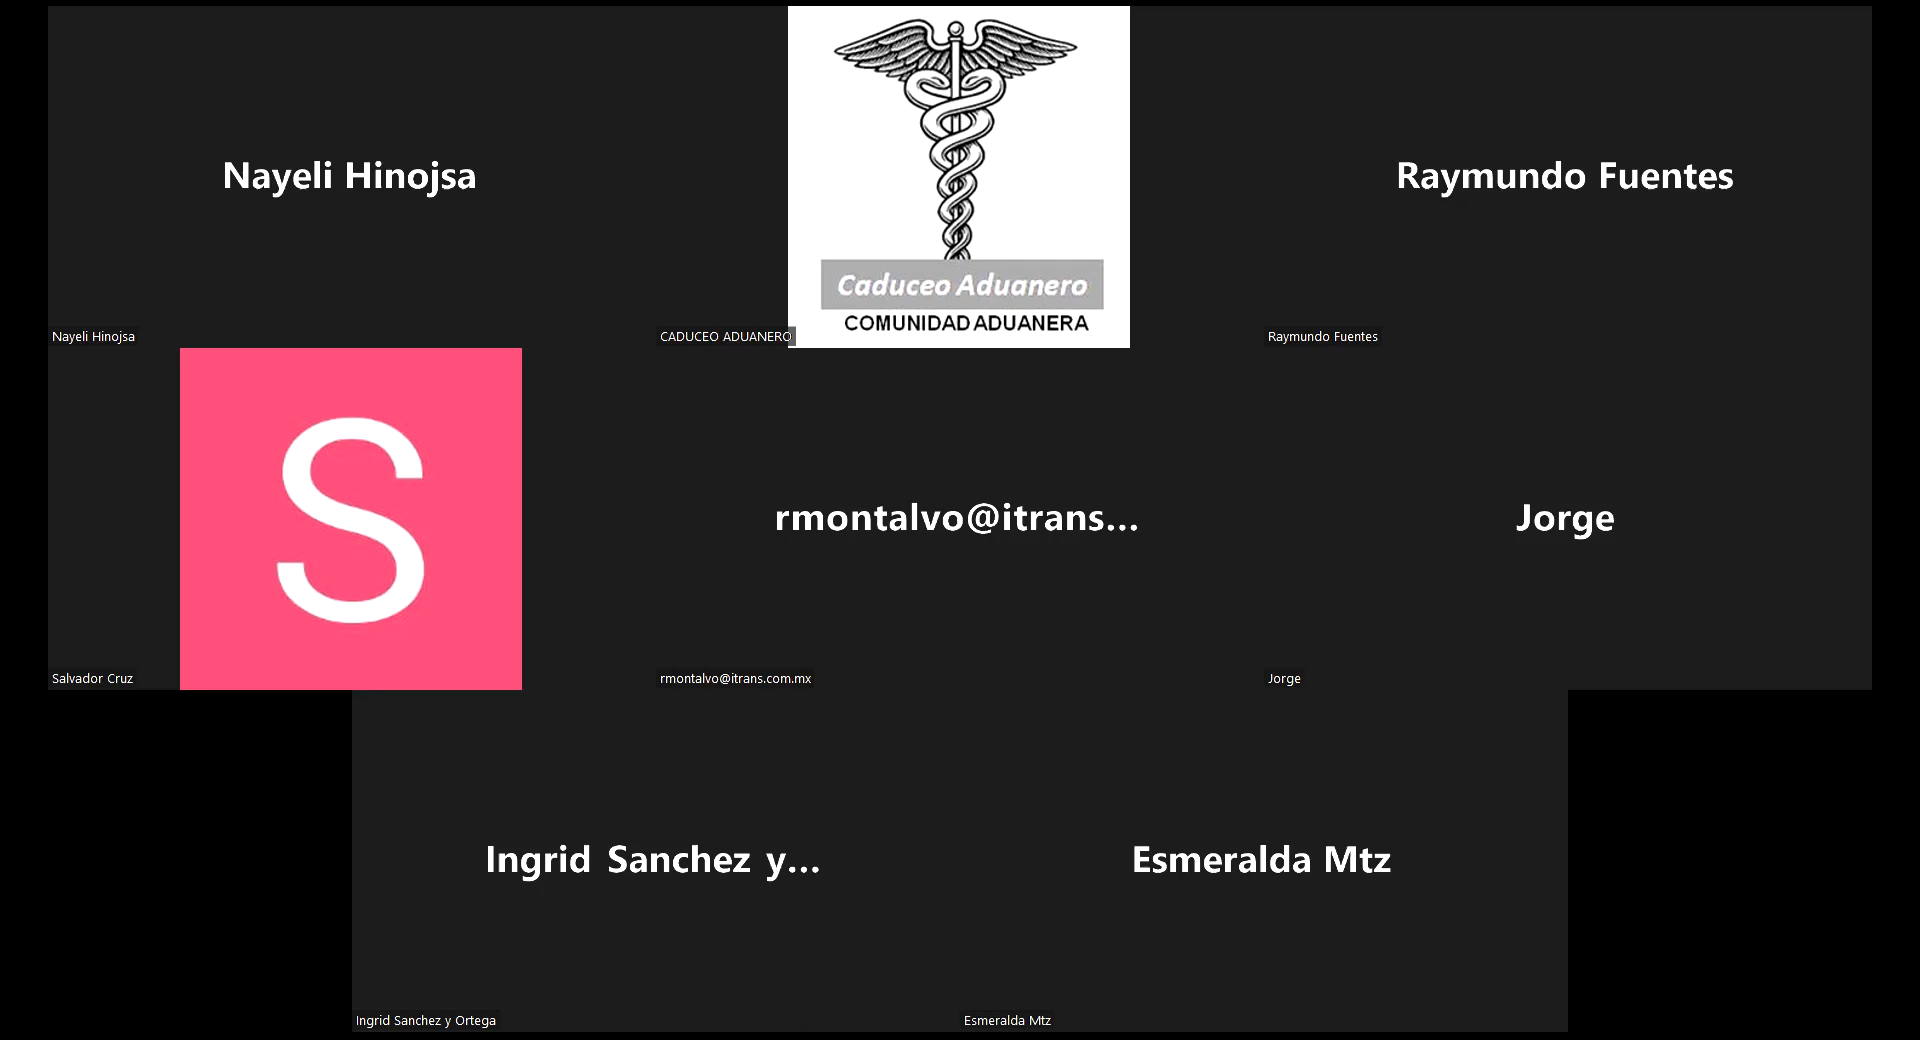 Nayeli Hinojsa
Nayeli Hinojsa
Caduceo Aduanero
COMUNIDAD ADUANERA
CADUCEO ADUANERO
Raymundo Fuentes
Raymundo Fuentes
S
Salvador Cruz
rmontalvo@itrans...
rmontalvo@itrans.com.mx
Jorge
Jorge
Ingrid Sanchez y...
Ingrid Sanchez y Ortega
Esmeralda Mtz
Esmeralda Mtz